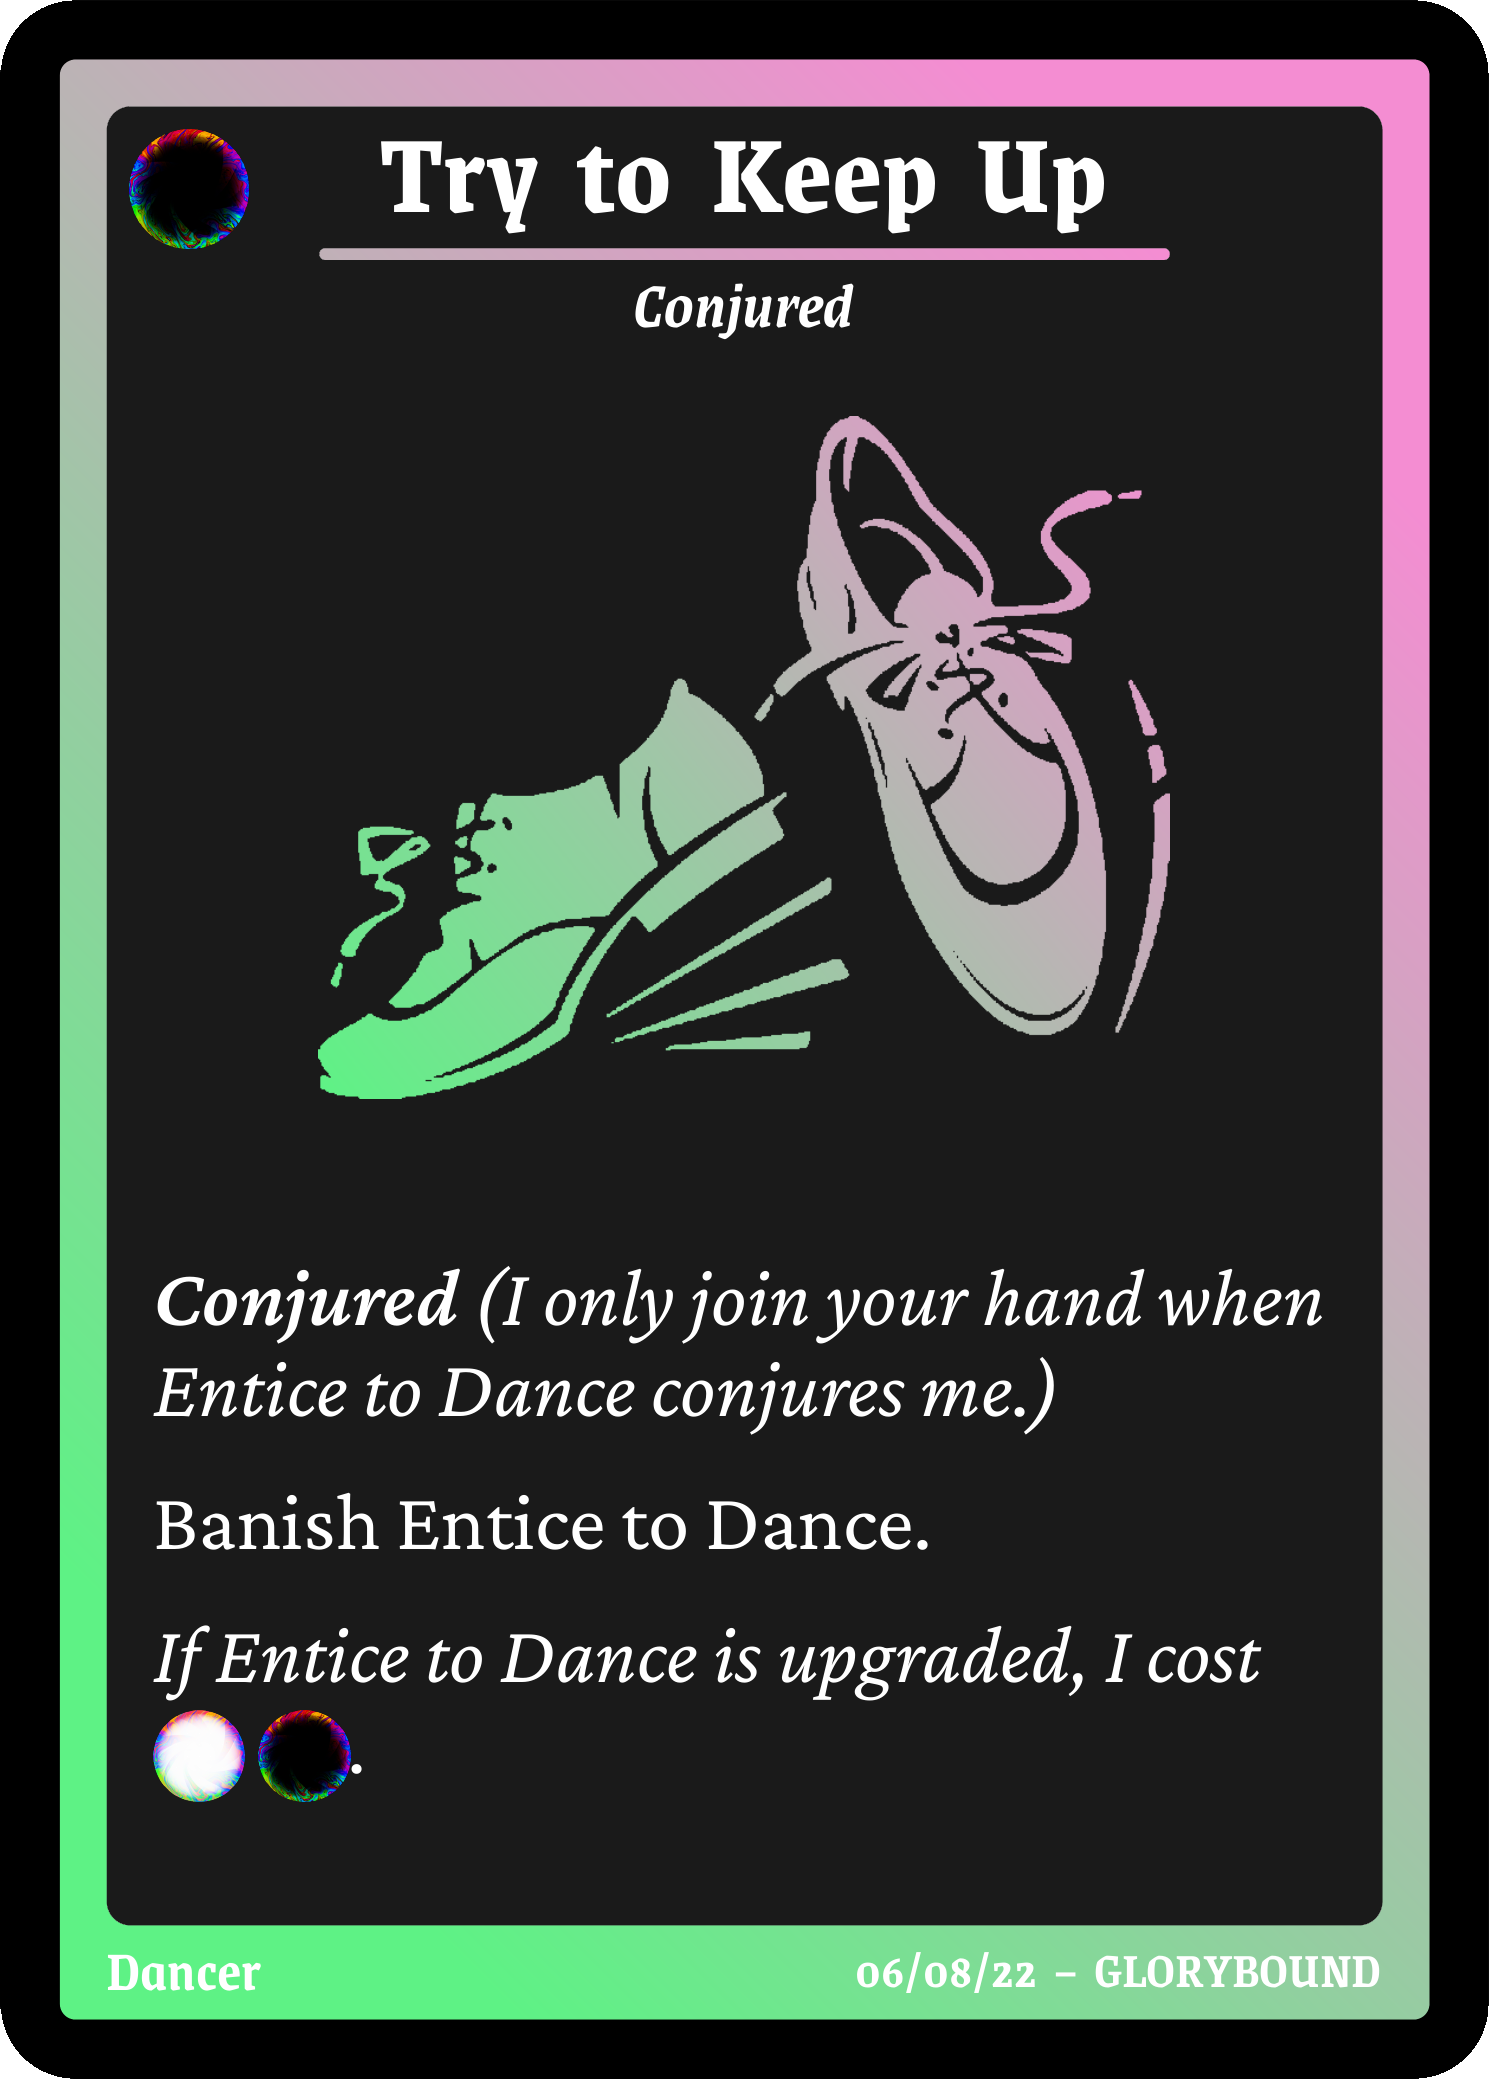 Try to Keep Up
Conjured
Conjured (I only join your hand when
Entice to Dance conjures me.)
Banish Entice to Dance.
If Entice to Dance is upgraded, I cost
.
Dancer
06/08/22 – GLORYBOUND